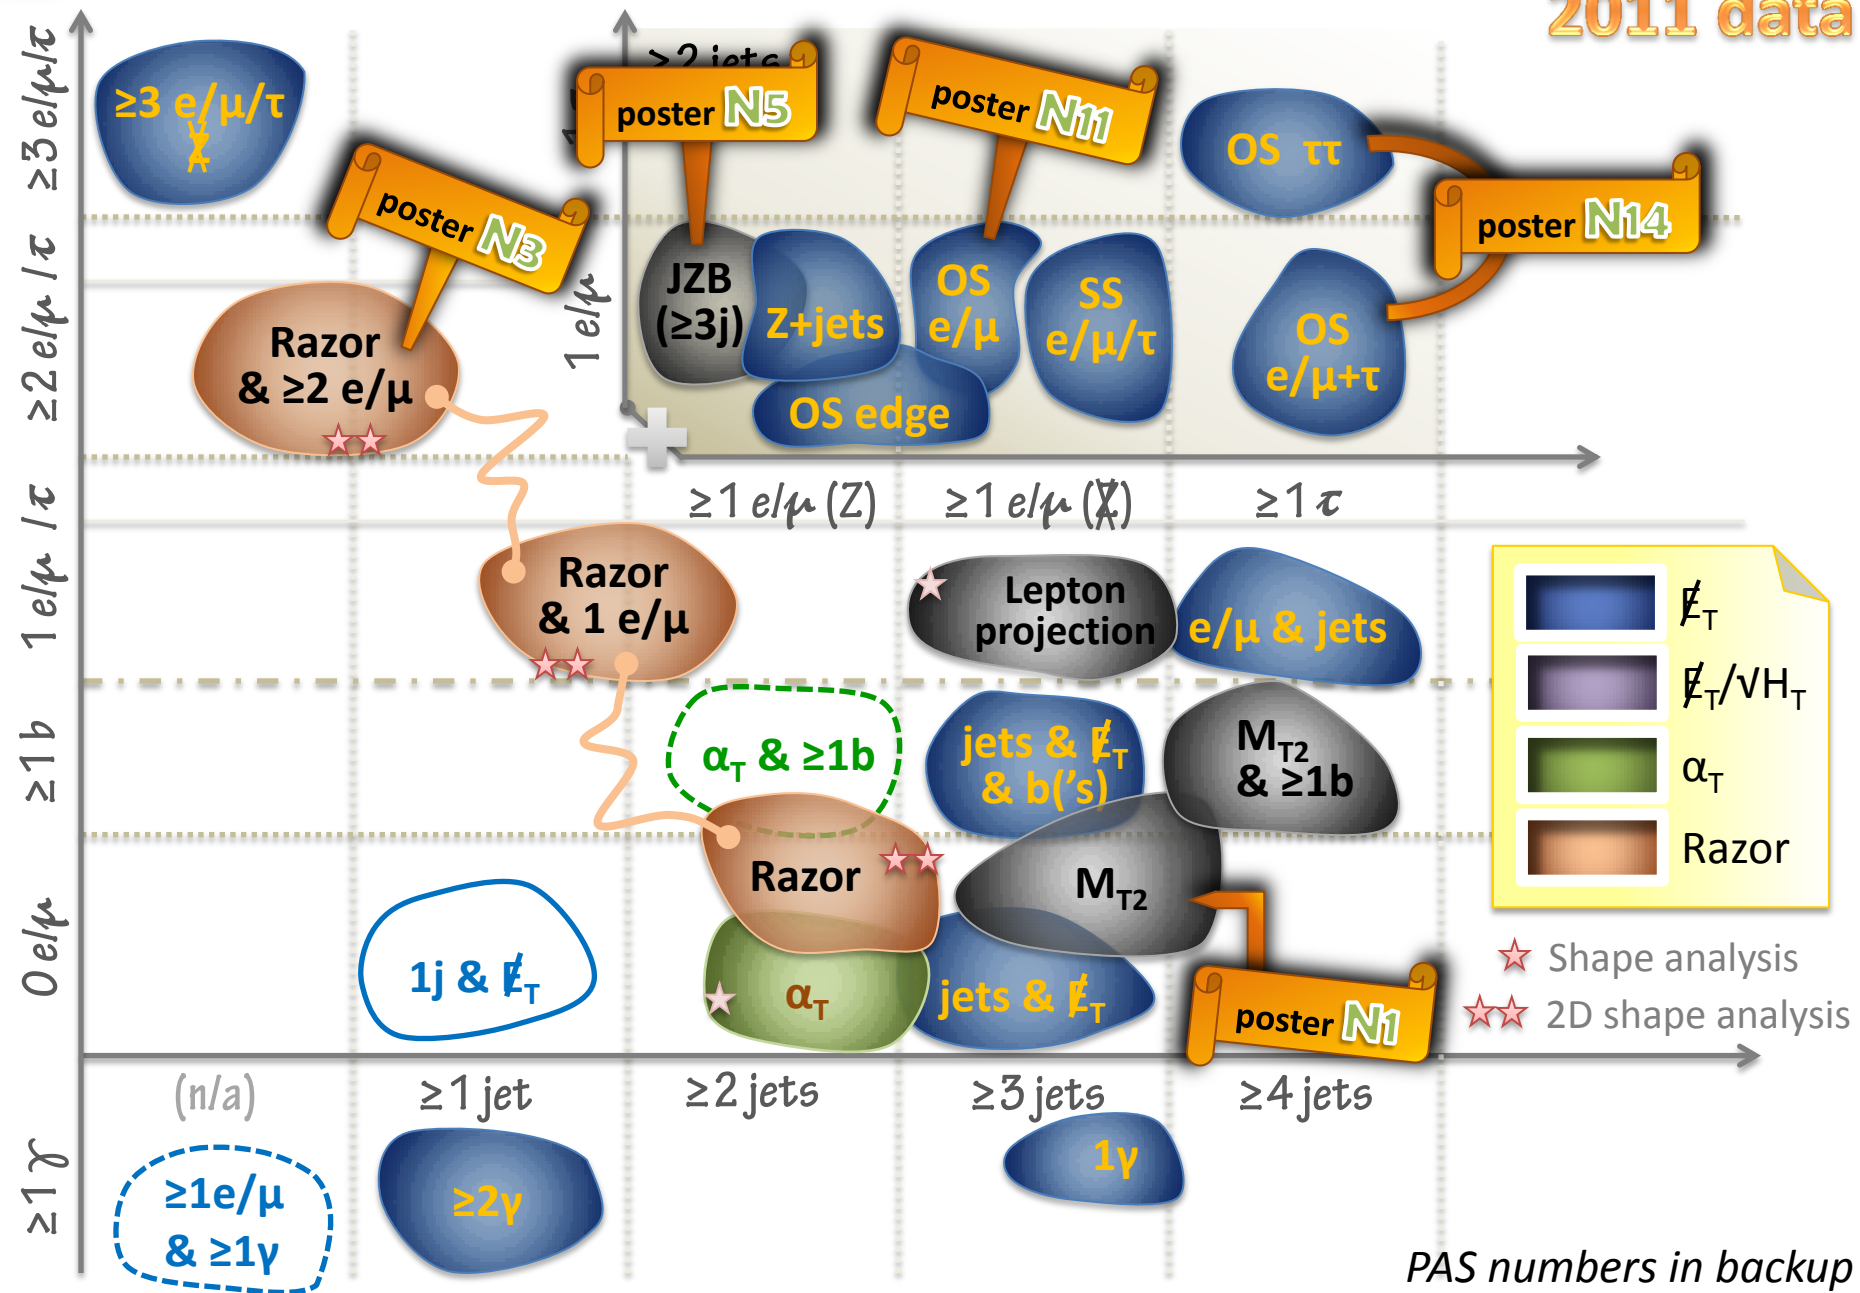 2011 data
≥3 e/μ/τ
≥2 e/μ /τ
1 e/μ /τ
≥1 b
0 e/μ
≥1 γ
≥3 e/μ/τ
Z
poster N3
≥2 jets
poster N5
poster N11
OS ττ
poster N14
1 e/μ
JZB
(≥3j)
Z+jets
OS
e/μ
SS
e/μ/τ
OS
e/μ+τ
OS edge
Razor
& ≥2 e/μ
≥1 e/μ (Z)
≥1 e/μ (Z̸)
≥1 τ
Razor
& 1 e/μ
Lepton
projection
e/μ & jets
E̸T
E̸T/√HT
αT
Razor
αT & ≥1b
jets & E̸T
& b('s)
MT2
& ≥1b
Razor
MT2
1j & E̸T
αT
jets & E̸T
poster N1
Shape analysis
2D shape analysis
(n/a)
≥1 jet
≥2 jets
≥3 jets
≥4 jets
≥1e/μ
& ≥1γ
≥2γ
1γ
PAS numbers in backup